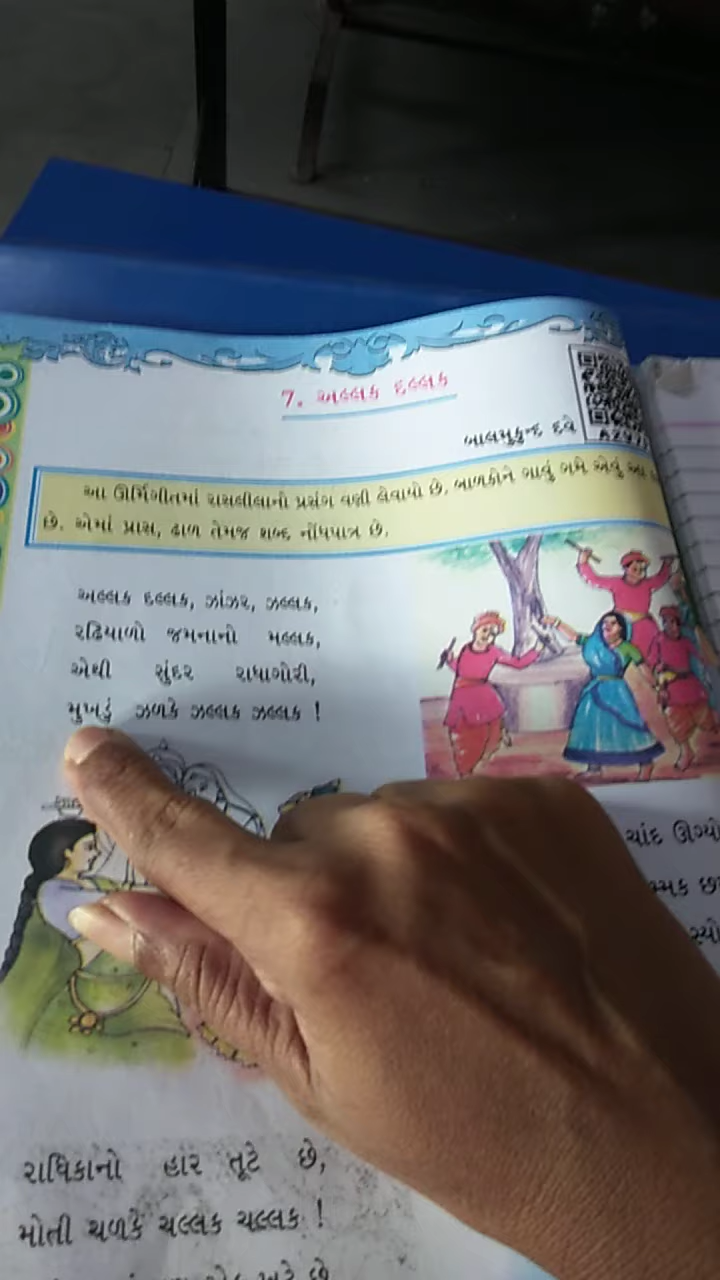 7. અલ્લક દલ્લક
બાલમુકુન્દ દવે
આ ઊર્મિગીતમાં રાસલીલાનો પ્રસંગ વણી લેવાયો છે. બાળકોને ગાવું ગમે એવું આ
છે. એમાં પ્રાસ, ઢાળ તેમજ શબ્દ નોંધપાત્ર છે.
અલ્લક દલ્લક, ઝાંઝર, ઝલ્લક,
રઢિયાળો જમનાનો મલ્લક,
એથી સુંદર રાધાગોરી,
મુખડું ઝળકે ઝલ્લક ઝલ્લક !
ચાંદ ઊગ્યો
રાધિકાનો હાર તૂટે છે,
મોતી ચળકે ચલ્લક ચલ્લક !